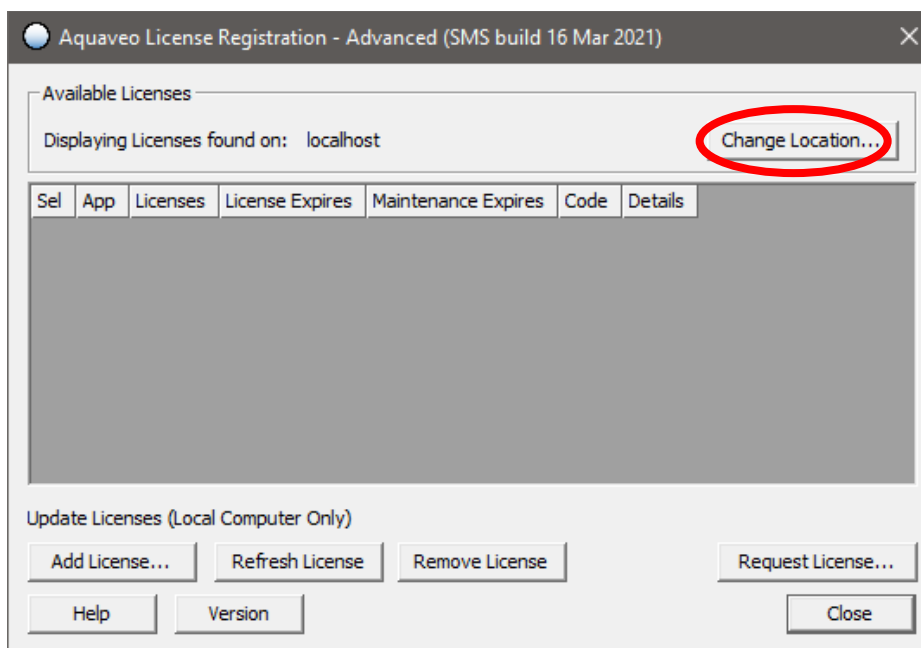 Aquaveo License Registration - Advanced (SMS build 16 Mar 2021)
Available Licenses
Displaying Licenses found on: localhost Change Location...
Sel App Licenses License Expires Maintenance Expires Code Details
Update Licenses (Local Computer Only)
Add License... Refresh License Remove License Request License...
Help Version Close